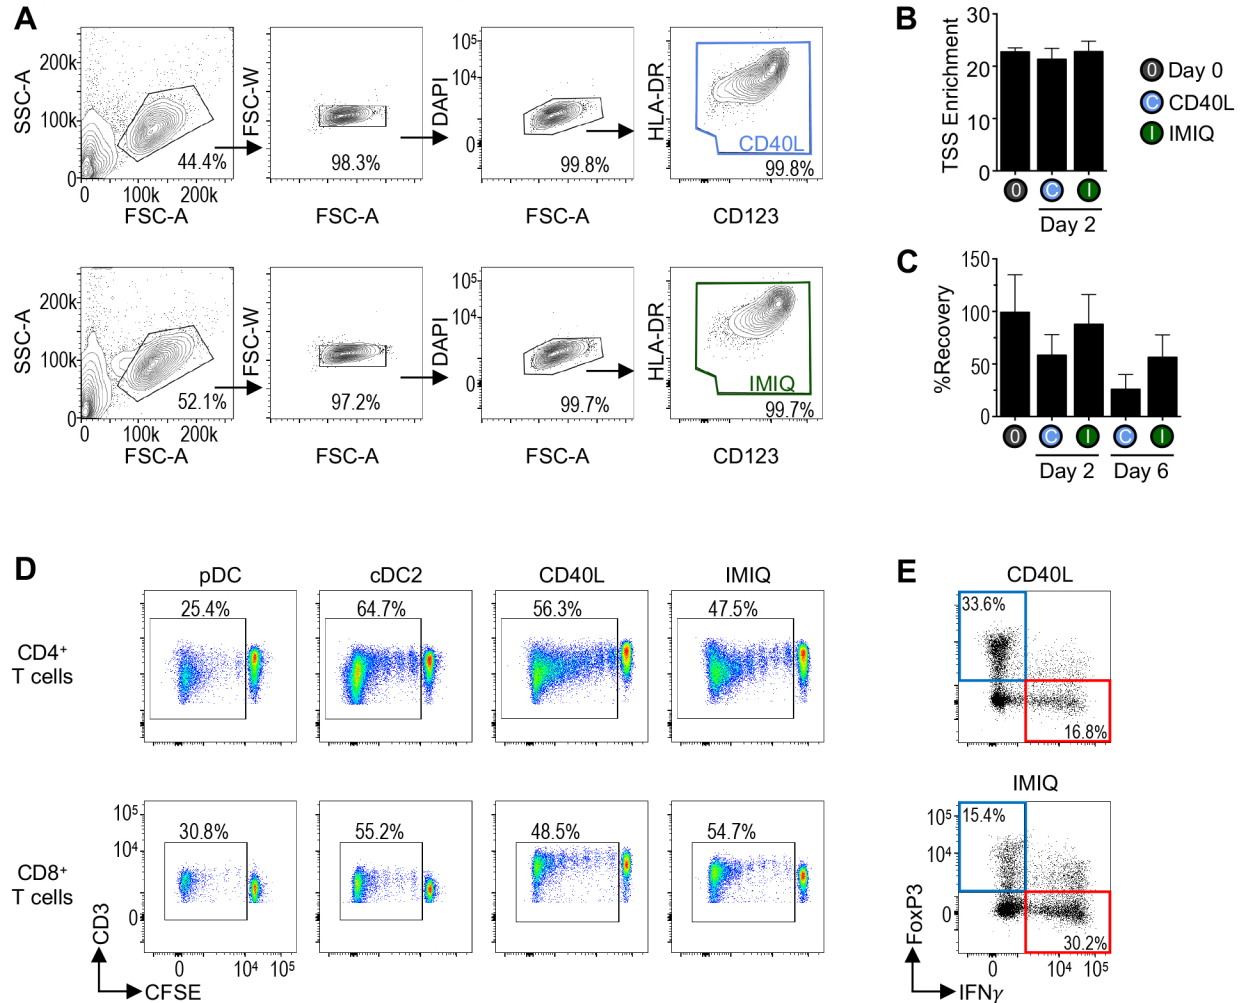 A
SSC-A
200k
100k
0
44.4%
0 100k 200k
FSC-A
FSC-W
98.3%
FSC-A
DAPI
10⁵
10⁴
0
99.8%
FSC-A
HLA-DR
CD40L
99.8%
CD123
SSC-A
200k
100k
0
52.1%
0 100k 200k
FSC-A
FSC-W
97.2%
FSC-A
DAPI
10⁵
10⁴
0
99.7%
FSC-A
HLA-DR
IMIQ
99.7%
CD123
B
TSS Enrichment
30
20
10
0
0 C I
Day 2
0 Day 0
C CD40L
I IMIQ
C
%Recovery
150
100
50
0
0 C I C I
Day 2 Day 6
D
pDC cDC2 CD40L IMIQ
25.4% 64.7% 56.3% 47.5%
CD4⁺
T cells
30.8% 55.2% 48.5% 54.7%
CD8⁺
T cells
10⁵
10⁴
0
CD3
0 10⁴ 10⁵
CFSE
E
CD40L
33.6%
16.8%
IMIQ
15.4%
30.2%
10⁵
10⁴
0
FoxP3
0 10⁴ 10⁵
IFNγ